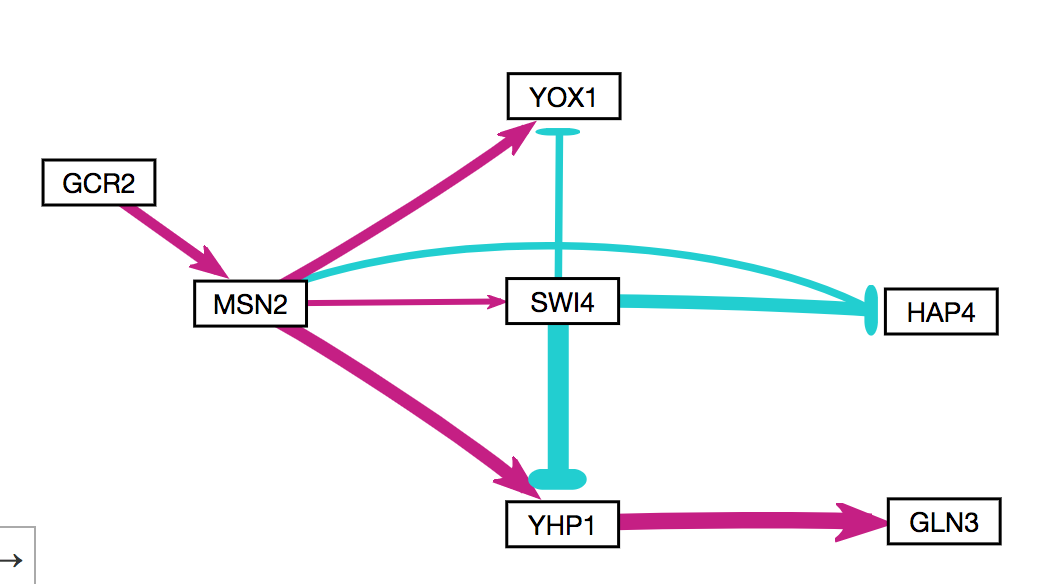 YOX1
GCR2
MSN2
SWI4
HAP4
YHP1
GLN3
→